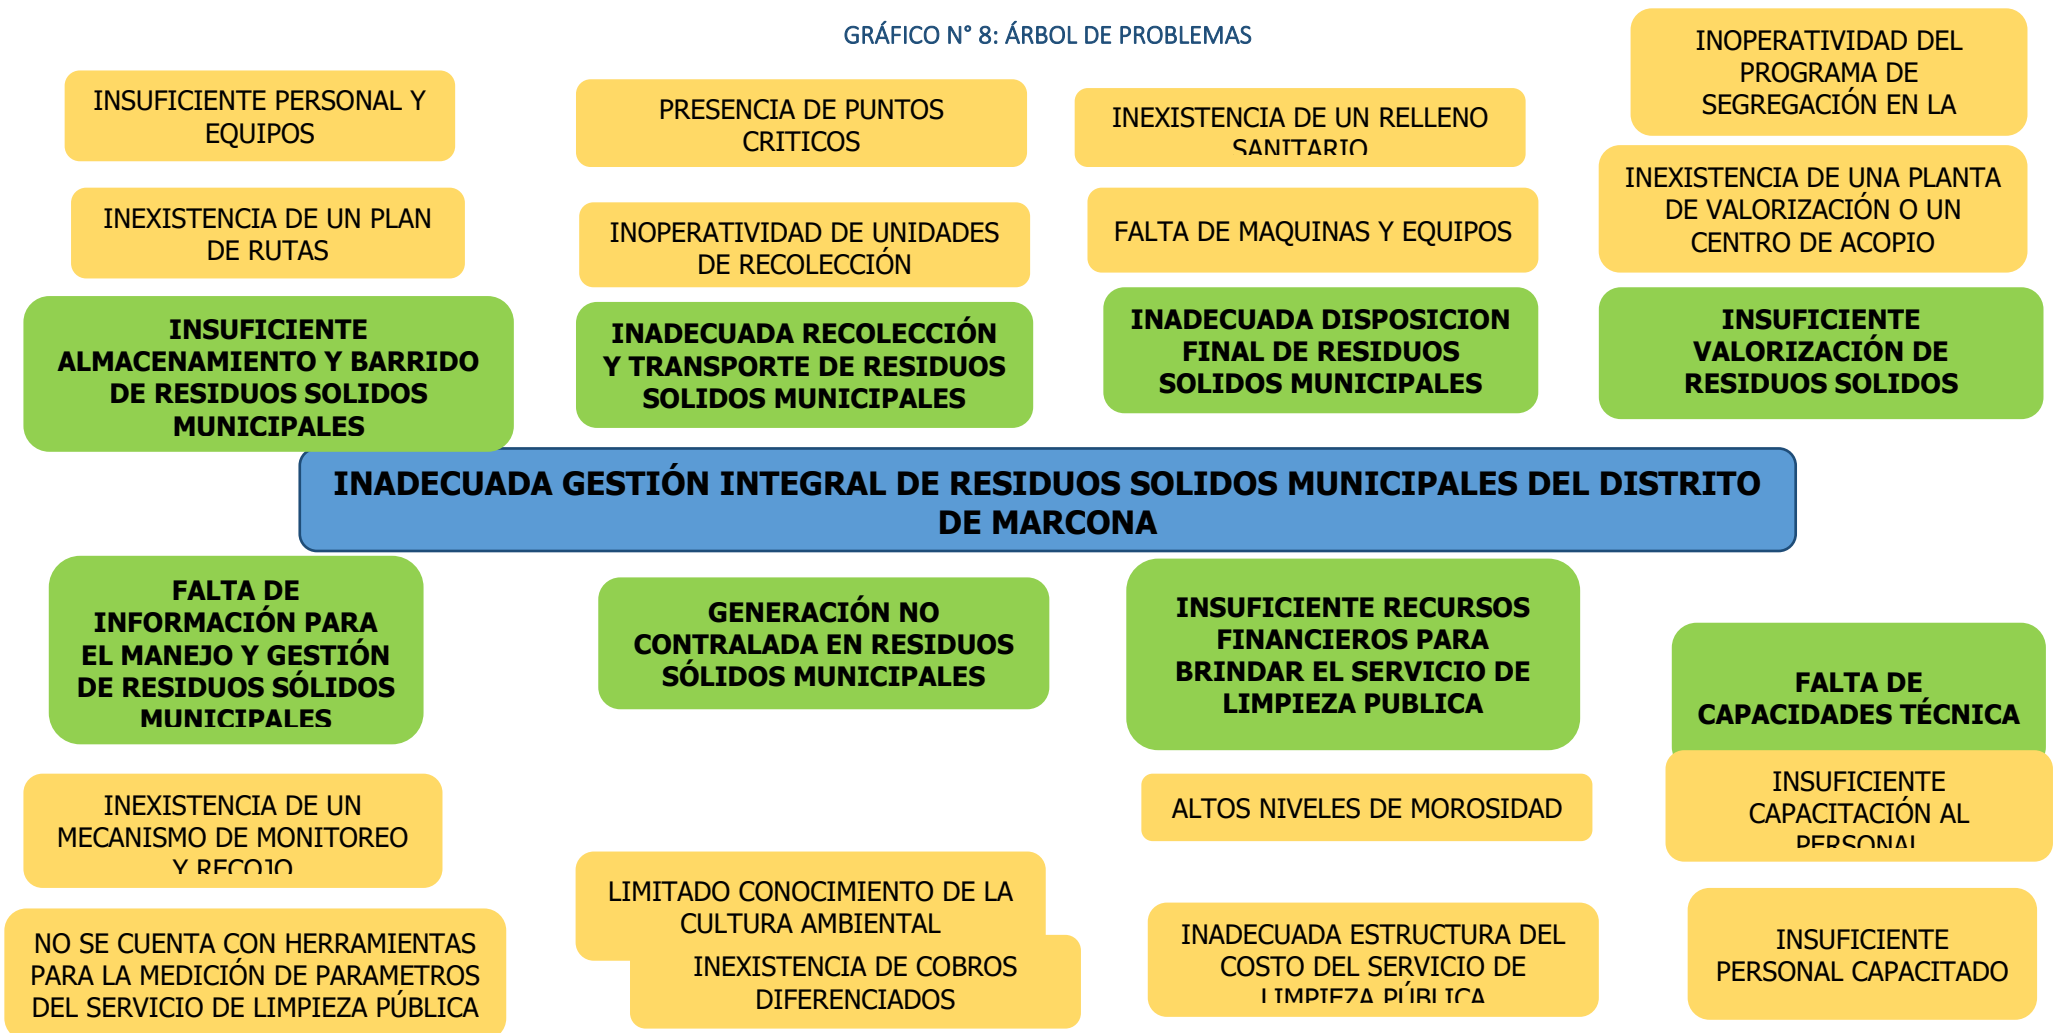 GRÁFICO N° 8: ÁRBOL DE PROBLEMAS
INSUFICIENTE PERSONAL Y
EQUIPOS
PRESENCIA DE PUNTOS
CRITICOS
INEXISTENCIA DE UN RELLENO
SANITARIO
INOPERATIVIDAD DEL
PROGRAMA DE
SEGREGACIÓN EN LA
INEXISTENCIA DE UN PLAN
DE RUTAS
INOPERATIVIDAD DE UNIDADES
DE RECOLECCIÓN
FALTA DE MAQUINAS Y EQUIPOS
INEXISTENCIA DE UNA PLANTA
DE VALORIZACIÓN O UN
CENTRO DE ACOPIO
INSUFICIENTE
ALMACENAMIENTO Y BARRIDO
DE RESIDUOS SOLIDOS
MUNICIPALES
INADECUADA RECOLECCIÓN
Y TRANSPORTE DE RESIDUOS
SOLIDOS MUNICIPALES
INADECUADA DISPOSICION
FINAL DE RESIDUOS
SOLIDOS MUNICIPALES
INSUFICIENTE
VALORIZACIÓN DE
RESIDUOS SOLIDOS
INADECUADA GESTIÓN INTEGRAL DE RESIDUOS SOLIDOS MUNICIPALES DEL DISTRITO
DE MARCONA
FALTA DE
INFORMACIÓN PARA
EL MANEJO Y GESTIÓN
DE RESIDUOS SÓLIDOS
MUNICIPALES
GENERACIÓN NO
CONTRALADA EN RESIDUOS
SÓLIDOS MUNICIPALES
INSUFICIENTE RECURSOS
FINANCIEROS PARA
BRINDAR EL SERVICIO DE
LIMPIEZA PUBLICA
FALTA DE
CAPACIDADES TÉCNICA
INEXISTENCIA DE UN
MECANISMO DE MONITOREO
Y RECOJO
LIMITADO CONOCIMIENTO DE LA
CULTURA AMBIENTAL
ALTOS NIVELES DE MOROSIDAD
INSUFICIENTE
CAPACITACIÓN AL
PERSONAL
NO SE CUENTA CON HERRAMIENTAS
PARA LA MEDICIÓN DE PARAMETROS
DEL SERVICIO DE LIMPIEZA PÚBLICA
INEXISTENCIA DE COBROS
DIFERENCIADOS
INADECUADA ESTRUCTURA DEL
COSTO DEL SERVICIO DE
LIMPIEZA PÚBLICA
INSUFICIENTE
PERSONAL CAPACITADO